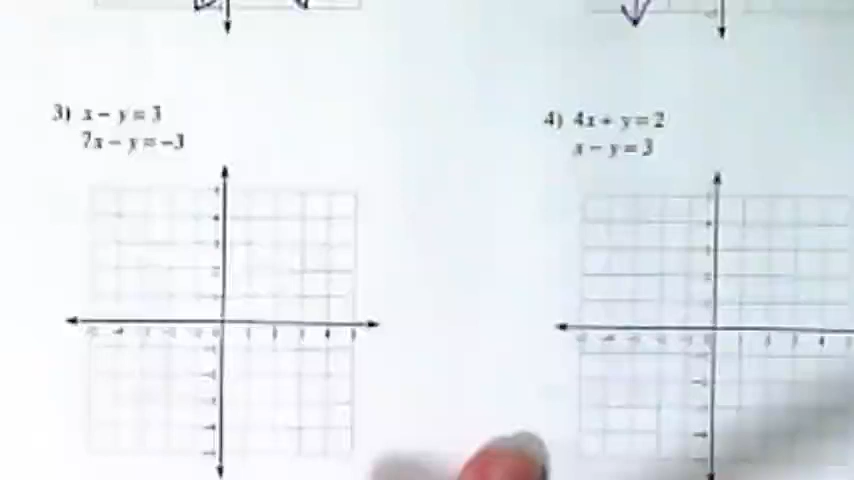 3) x − y = 3
7x − y = −3
4) 4x + y = 2
x − y = 3